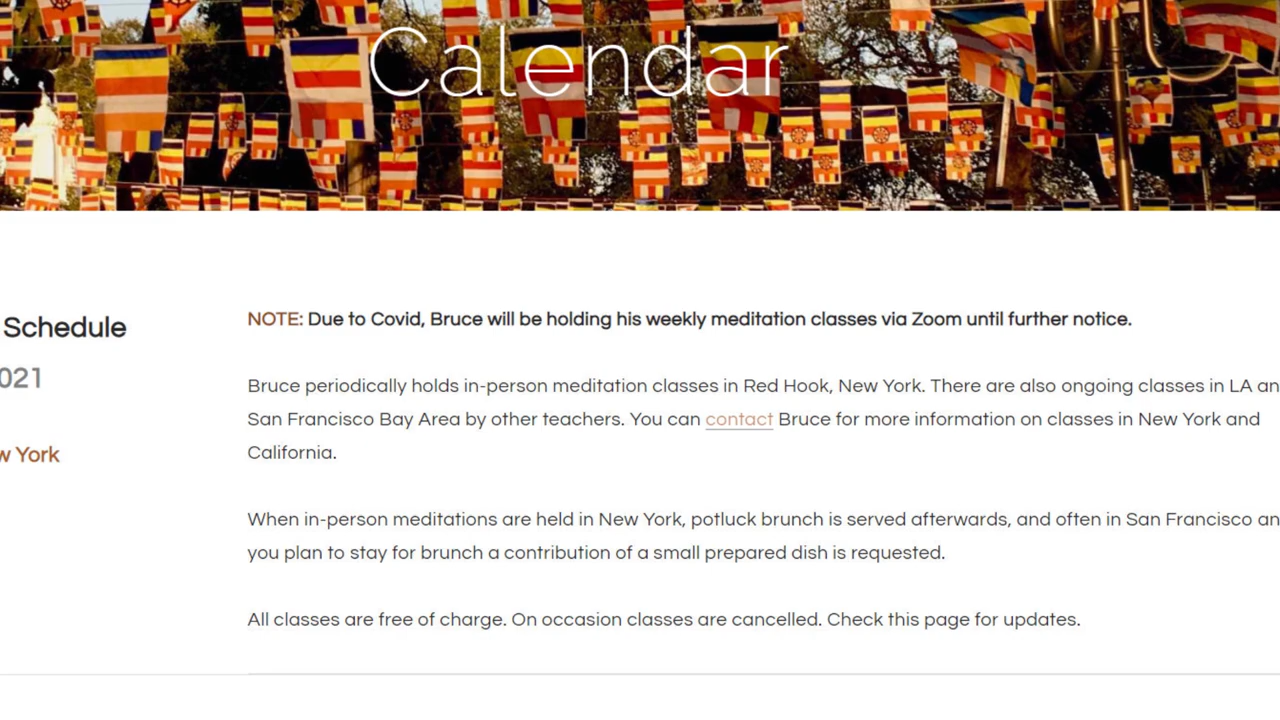 Calendar
Schedule
021
w York
NOTE: Due to Covid, Bruce will be holding his weekly meditation classes via Zoom until further notice.
Bruce periodically holds in-person meditation classes in Red Hook, New York. There are also ongoing classes in LA an
San Francisco Bay Area by other teachers. You can contact Bruce for more information on classes in New York and
California.
When in-person meditations are held in New York, potluck brunch is served afterwards, and often in San Francisco an
you plan to stay for brunch a contribution of a small prepared dish is requested.
All classes are free of charge. On occasion classes are cancelled. Check this page for updates.